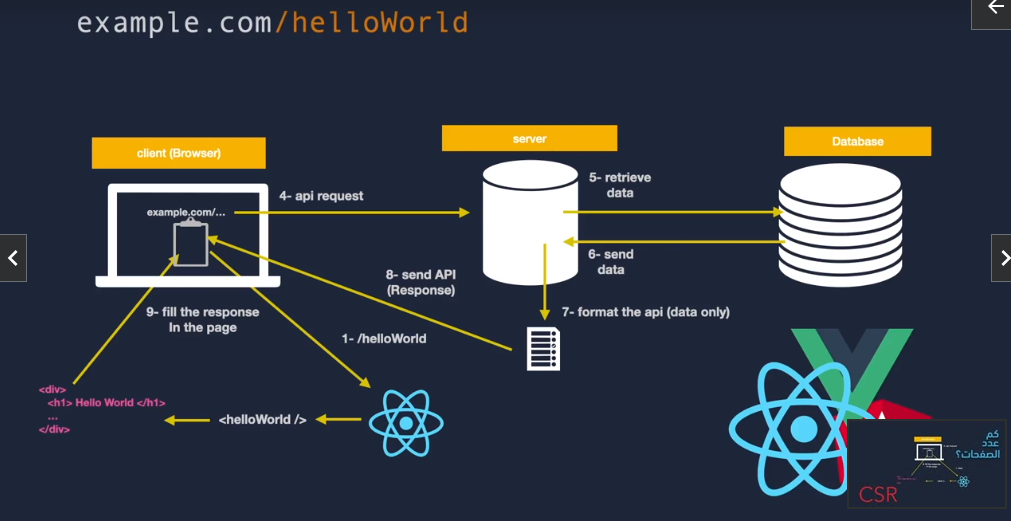 example.com/helloWorld
client (Browser)
server
Database
example.com/...
4- api request
5- retrieve
data
6- send
data
8- send API
(Response)
7- format the api (data only)
9- fill the response
In the page
1- /helloWorld
<div>
<h1> Hello World </h1>
...
</div>
<helloWorld />
كم
عدد
الصفحات؟
CSR